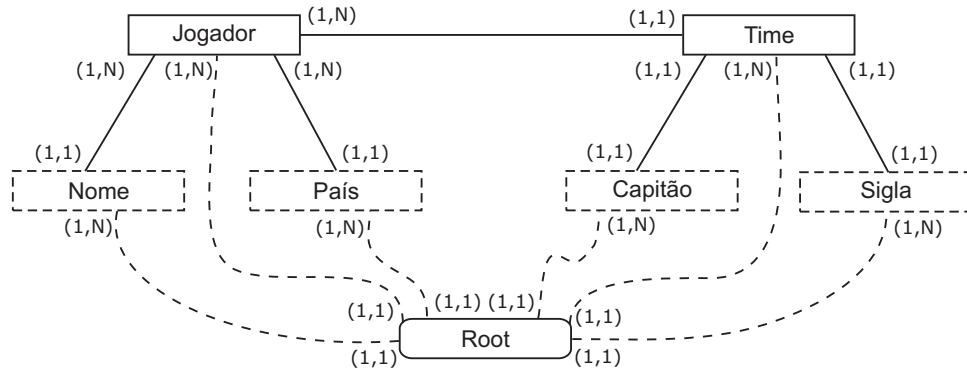 (1,N) (1,1)
Jogador Time
(1,N) (1,N) (1,N) (1,1) (1,N) (1,1)
(1,1) (1,1) (1,1) (1,1)
Nome País Capitão Sigla
(1,N) (1,N) (1,N) (1,N)
(1,1) (1,1) (1,1) (1,1)
Root
(1,1) (1,1)